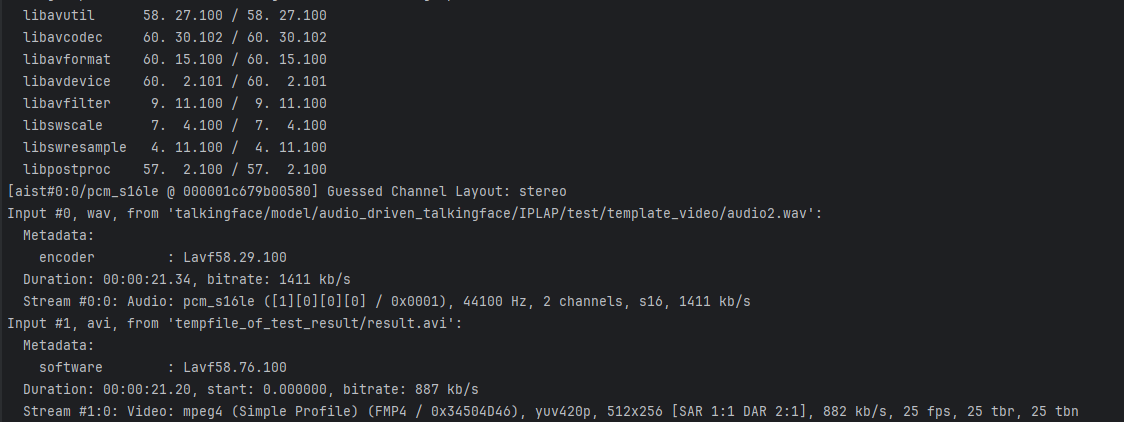 libavutil      58. 27.100 / 58. 27.100
libavcodec     60. 30.102 / 60. 30.102
libavformat    60. 15.100 / 60. 15.100
libavdevice    60.  2.101 / 60.  2.101
libavfilter     9. 11.100 /  9. 11.100
libswscale      7.  4.100 /  7.  4.100
libswresample   4. 11.100 /  4. 11.100
libpostproc    57.  2.100 / 57.  2.100
[aist#0:0/pcm_s16le @ 000001c679b00580] Guessed Channel Layout: stereo
Input #0, wav, from 'talkingface/model/audio_driven_talkingface/IPLAP/test/template_video/audio2.wav':
  Metadata:
    encoder         : Lavf58.29.100
  Duration: 00:00:21.34, bitrate: 1411 kb/s
  Stream #0:0: Audio: pcm_s16le ([1][0][0][0] / 0x0001), 44100 Hz, 2 channels, s16, 1411 kb/s
Input #1, avi, from 'tempfile_of_test_result/result.avi':
  Metadata:
    software        : Lavf58.76.100
  Duration: 00:00:21.20, start: 0.000000, bitrate: 887 kb/s
  Stream #1:0: Video: mpeg4 (Simple Profile) (FMP4 / 0x34504D46), yuv420p, 512x256 [SAR 1:1 DAR 2:1], 882 kb/s, 25 fps, 25 tbr, 25 tbn